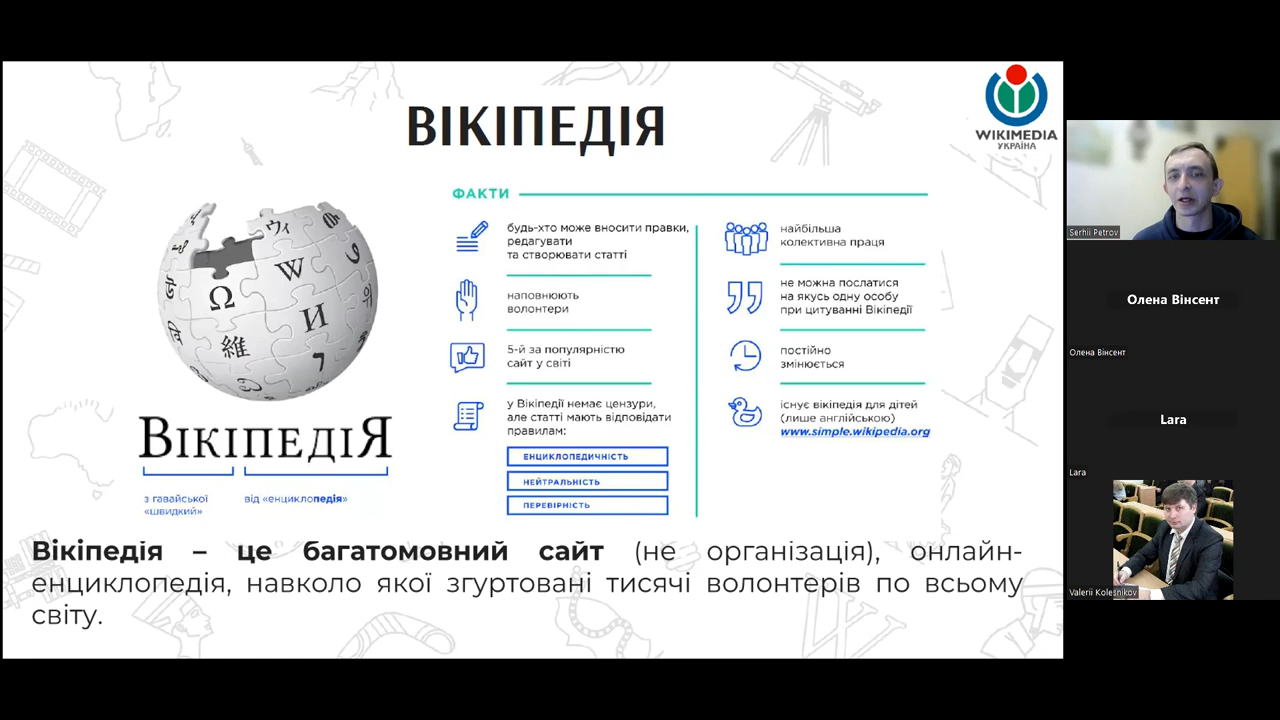 ВІКІПЕДІЯ
WIKIMEDIA
УКРАЇНА
ФАКТИ
будь-хто може вносити правки,
редагувати
та створювати статті
наповнюють
волонтери
5-й за популярністю
сайт у світі
у Вікіпедії немає цензури,
але статті мають відповідати
правилам:
ЕНЦИКЛОПЕДИЧНІСТЬ
НЕЙТРАЛЬНІСТЬ
ПЕРЕВІРНІСТЬ
найбільша
колективна праця
не можна послатися
на якусь одну особу
при цитуванні Вікіпедії
постійно
змінюється
існує вікіпедія для дітей
(лише англійською)
www.simple.wikipedia.org
Ω
W
И
維
ウィ
7
ВІКІПЕДІЯ
з гавайської
«швидкий»
від «енциклопедія»
Вікіпедія – це багатомовний сайт (не організація), онлайн-
енциклопедія, навколо якої згуртовані тисячі волонтерів по всьому
світу.
Serhii Petrov
Олена Вінсент
Олена Вінсент
Lara
Lara
Valerii Kolesnikov